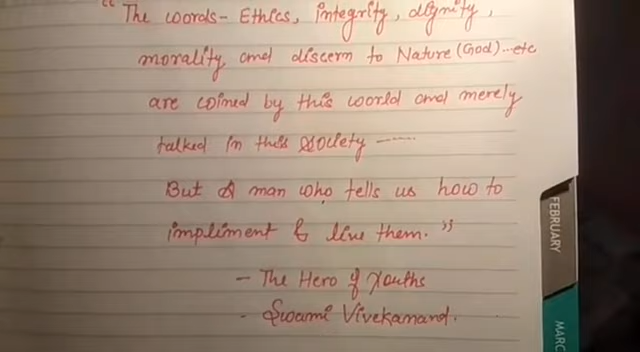 "The words- Ethics, integrity, dignity,
morality, and discern to Nature (God)...etc
are coined by this world and merely
talked in this society -----
But A man who tells us how to
impliment & live them."
- The Hero of Youths
- Swami Vivekanand.
FEBRUARY
MARC